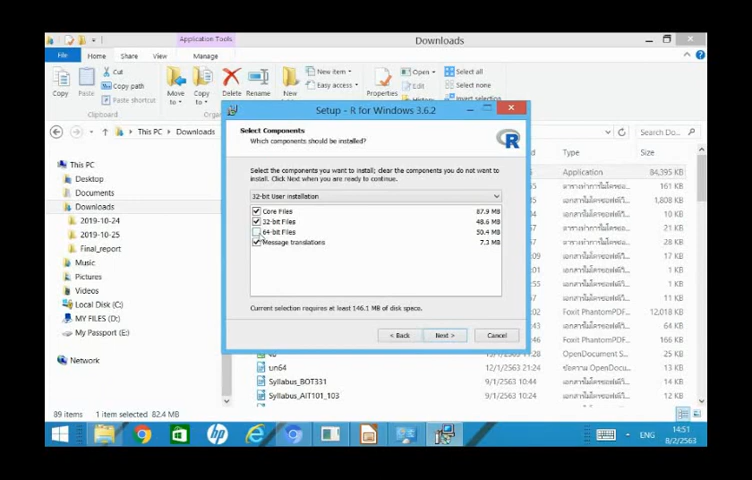 Application Tools
Downloads
File Home Share View Manage
Cut
Copy path
Paste shortcut
Copy Paste Move to Copy to Delete Rename New
New item
Easy access
Properties
Open
Edit
History
Select all
Select none
Invert selection
Clipboard
This PC Downloads
Search Do...
Setup - R for Windows 3.6.2
Select Components
Which components should be installed?
R
Select the components you want to install; clear the components you do not want to
install. Click Next when you are ready to continue.
32-bit User installation
Core Files 87.9 MB
32-bit Files 48.6 MB
64-bit Files 50.4 MB
Message translations 7.3 MB
Current selection requires at least 146.1 MB of disk space.
< Back Next > Cancel
This PC
Desktop
Documents
Downloads
2019-10-24
2019-10-25
Final_report
Music
Pictures
Videos
Local Disk (C:)
MY FILES (D:)
My Passport (E:)
Network
Type Size
Application 84,395 KB
161 KB
1,808 KB
21 KB
28 KB
17 KB
22 KB
11 KB
Foxit PhantomPDF... 12,018 KB
64 KB
Foxit PhantomPDF... 166 KB
OpenDocument S... 25 KB
un64 12/1/2563 21:24 13 KB
Syllabus_BOT331 9/1/2563 10:44 14 KB
Syllabus_AIT101_103 9/1/2563 10:24 12 KB
89 items 1 item selected 82.4 MB
hp
ENG
14:51
8/2/2563